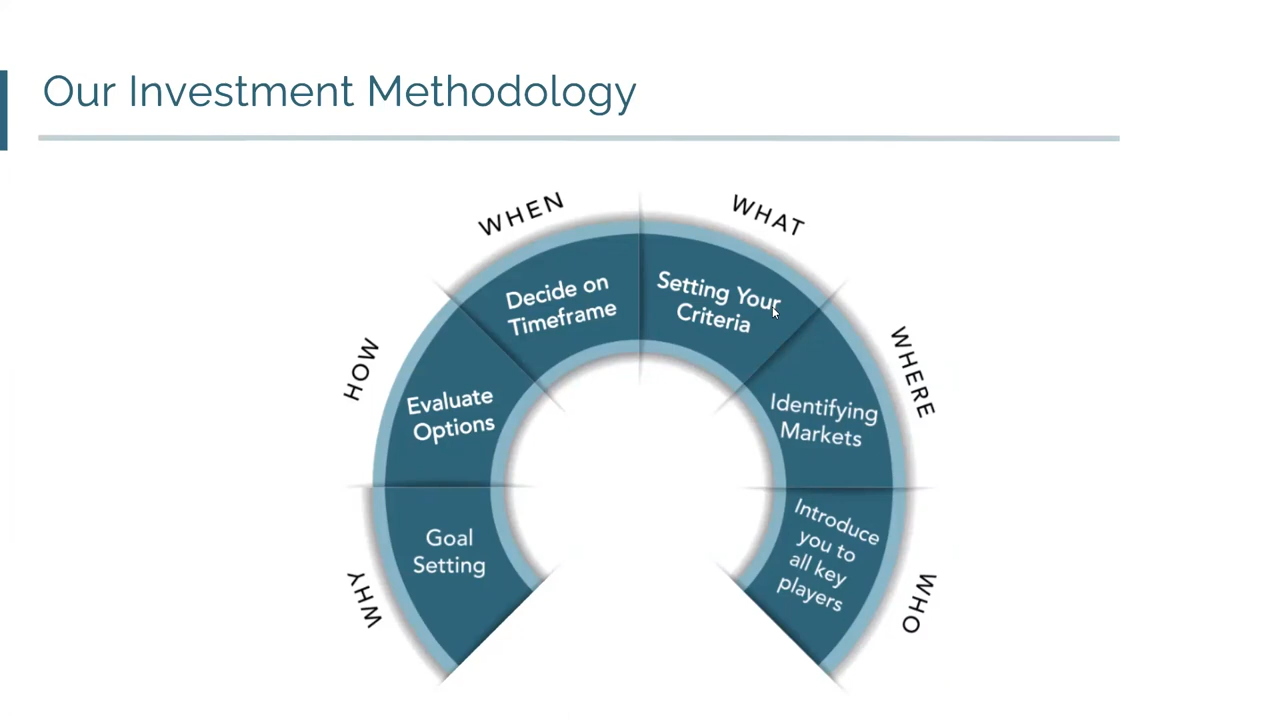 Our Investment Methodology
WHY
Goal
Setting
HOW
Evaluate
Options
WHEN
Decide on
Timeframe
WHAT
Setting Your
Criteria
WHERE
Identifying
Markets
WHO
Introduce
you to
all key
players